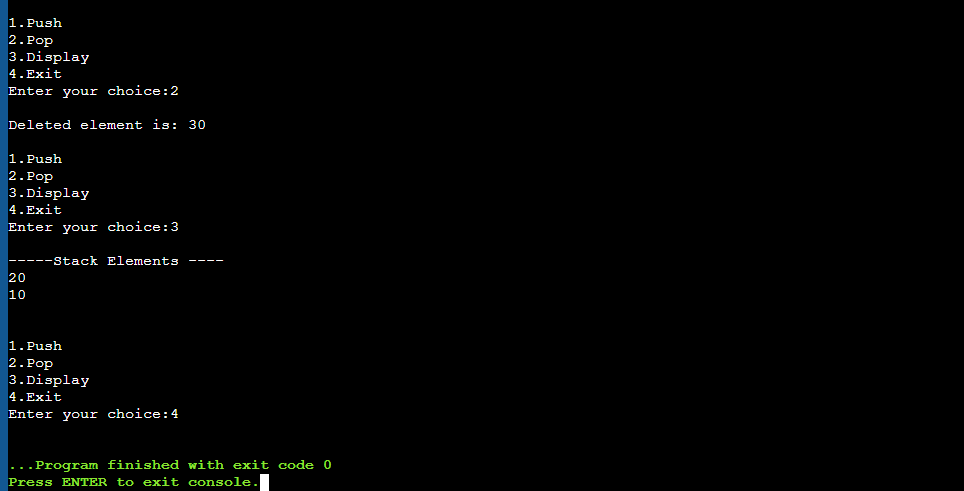 1.Push
2.Pop
3.Display
4.Exit
Enter your choice:2
Deleted element is: 30
1.Push
2.Pop
3.Display
4.Exit
Enter your choice:3
-----Stack Elements ----
20
10
1.Push
2.Pop
3.Display
4.Exit
Enter your choice:4
...Program finished with exit code 0
Press ENTER to exit console.